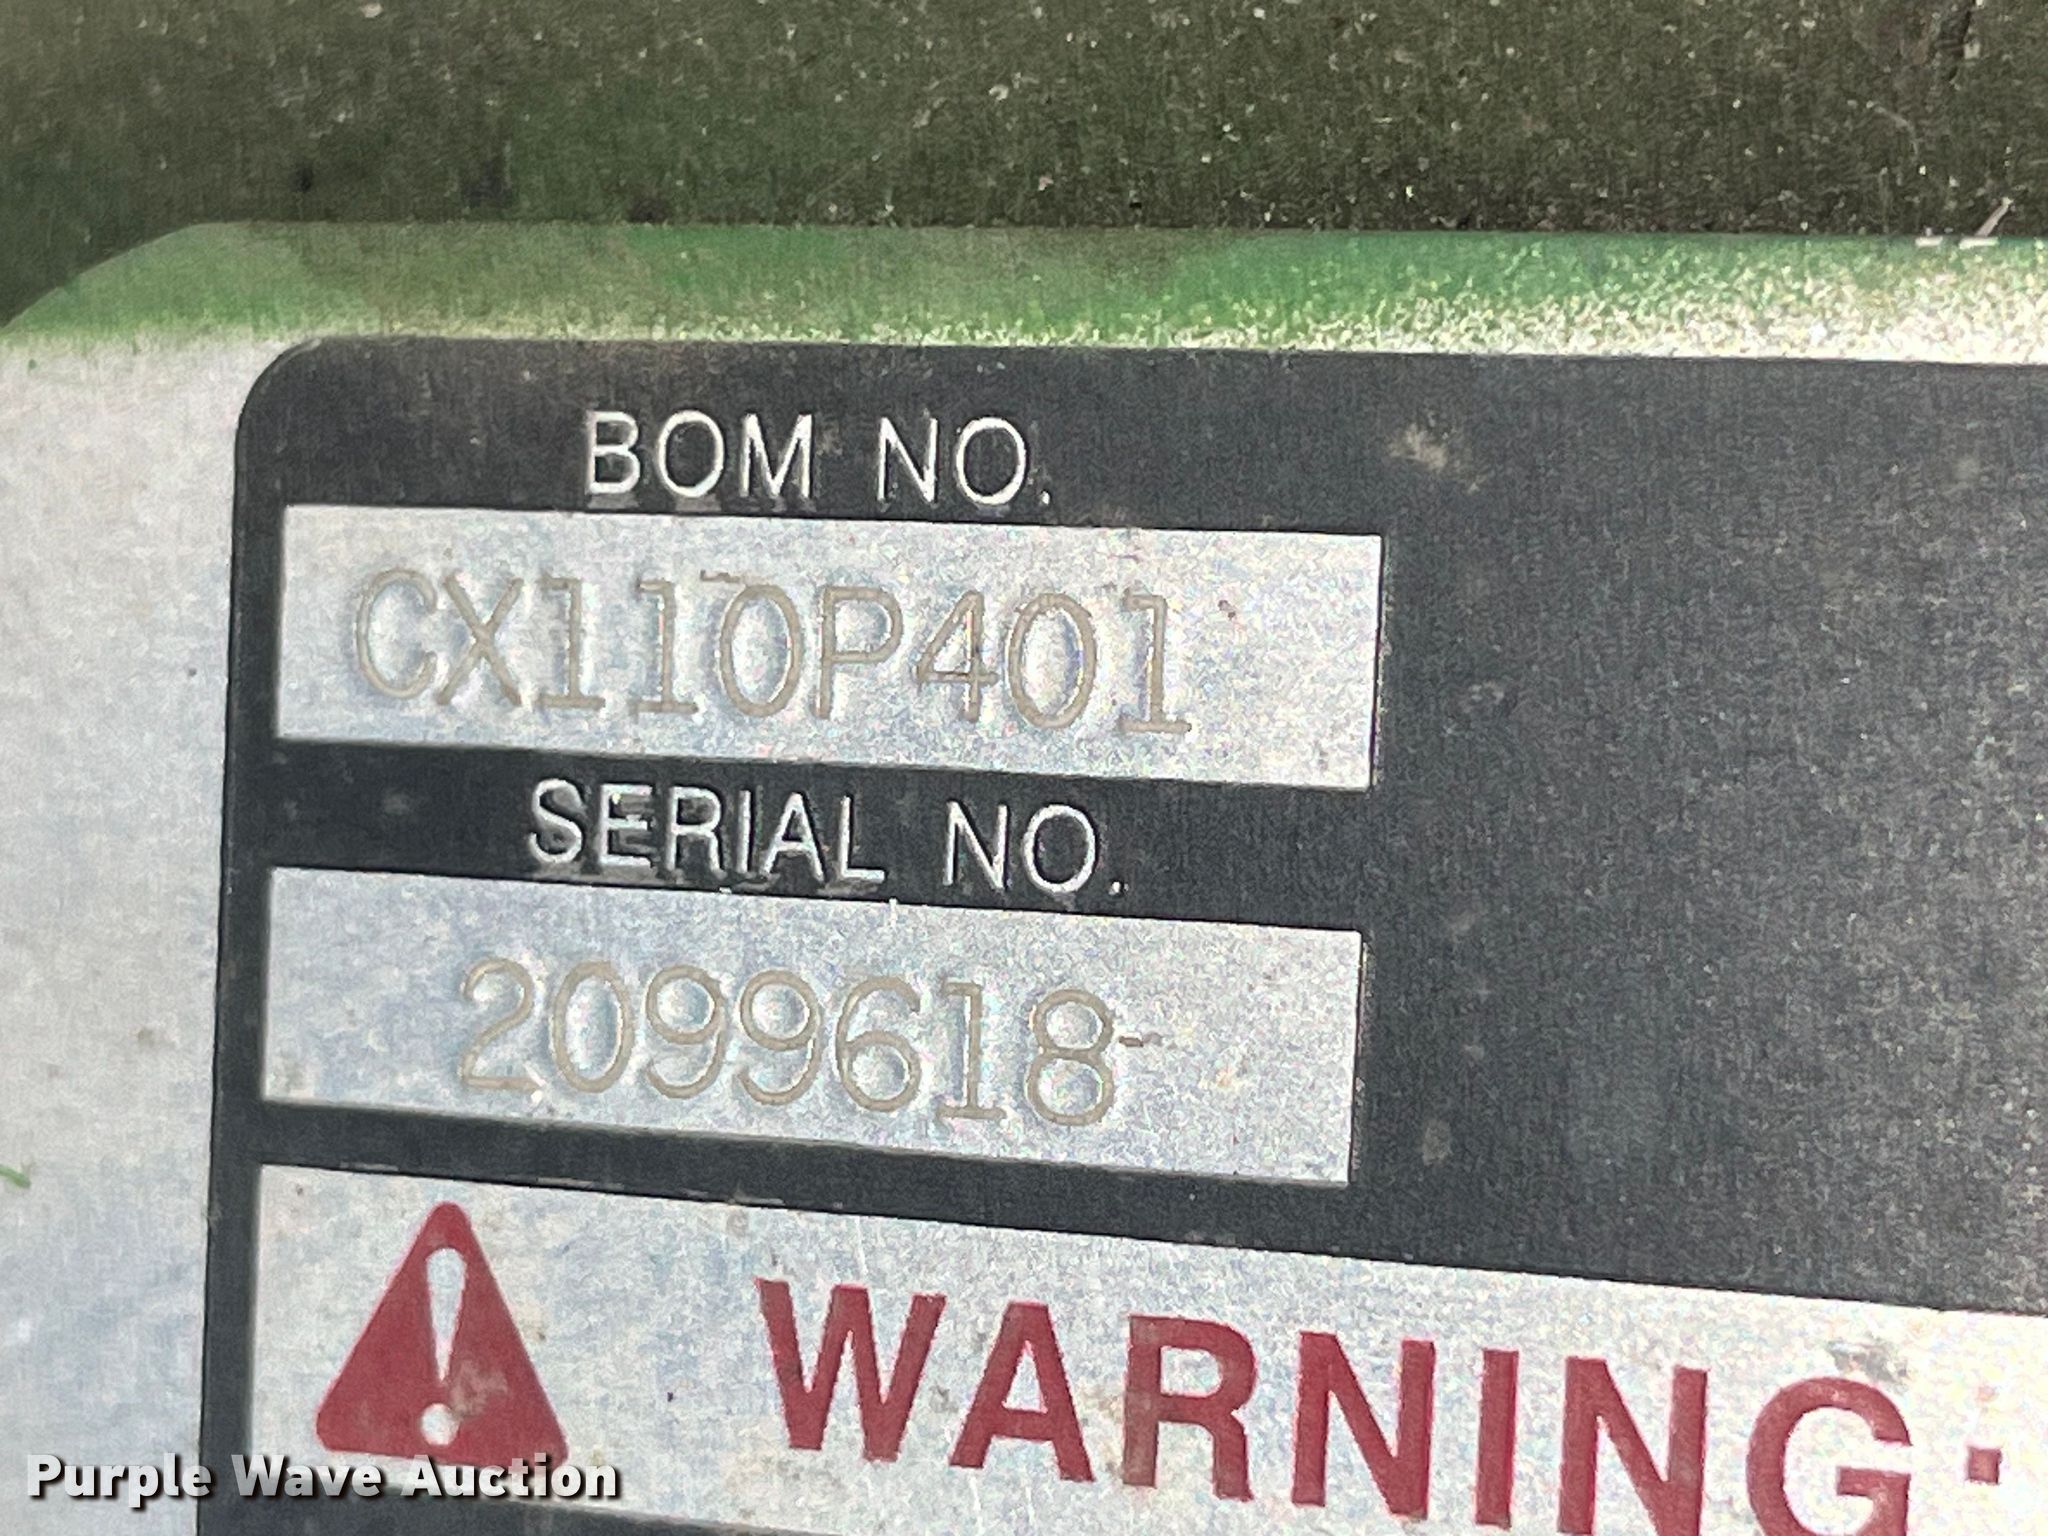 BOM NO.
CX110P401
SERIAL NO.
2099618
WARNING:
Purple Wave Auction